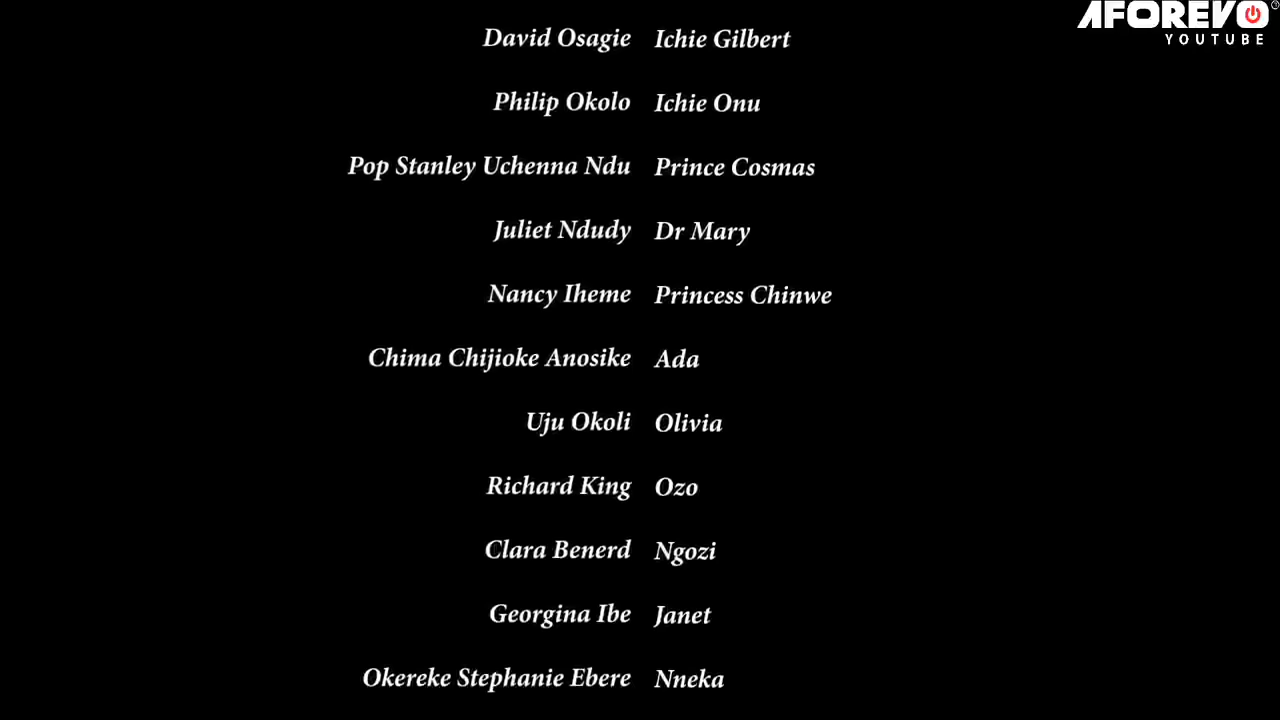 AFOREVO
YOUTUBE
David Osagie Ichie Gilbert
Philip Okolo Ichie Onu
Pop Stanley Uchenna Ndu Prince Cosmas
Juliet Ndudy Dr Mary
Nancy Iheme Princess Chinwe
Chima Chijioke Anosike Ada
Uju Okoli Olivia
Richard King Ozo
Clara Benerd Ngozi
Georgina Ibe Janet
Okereke Stephanie Ebere Nneka